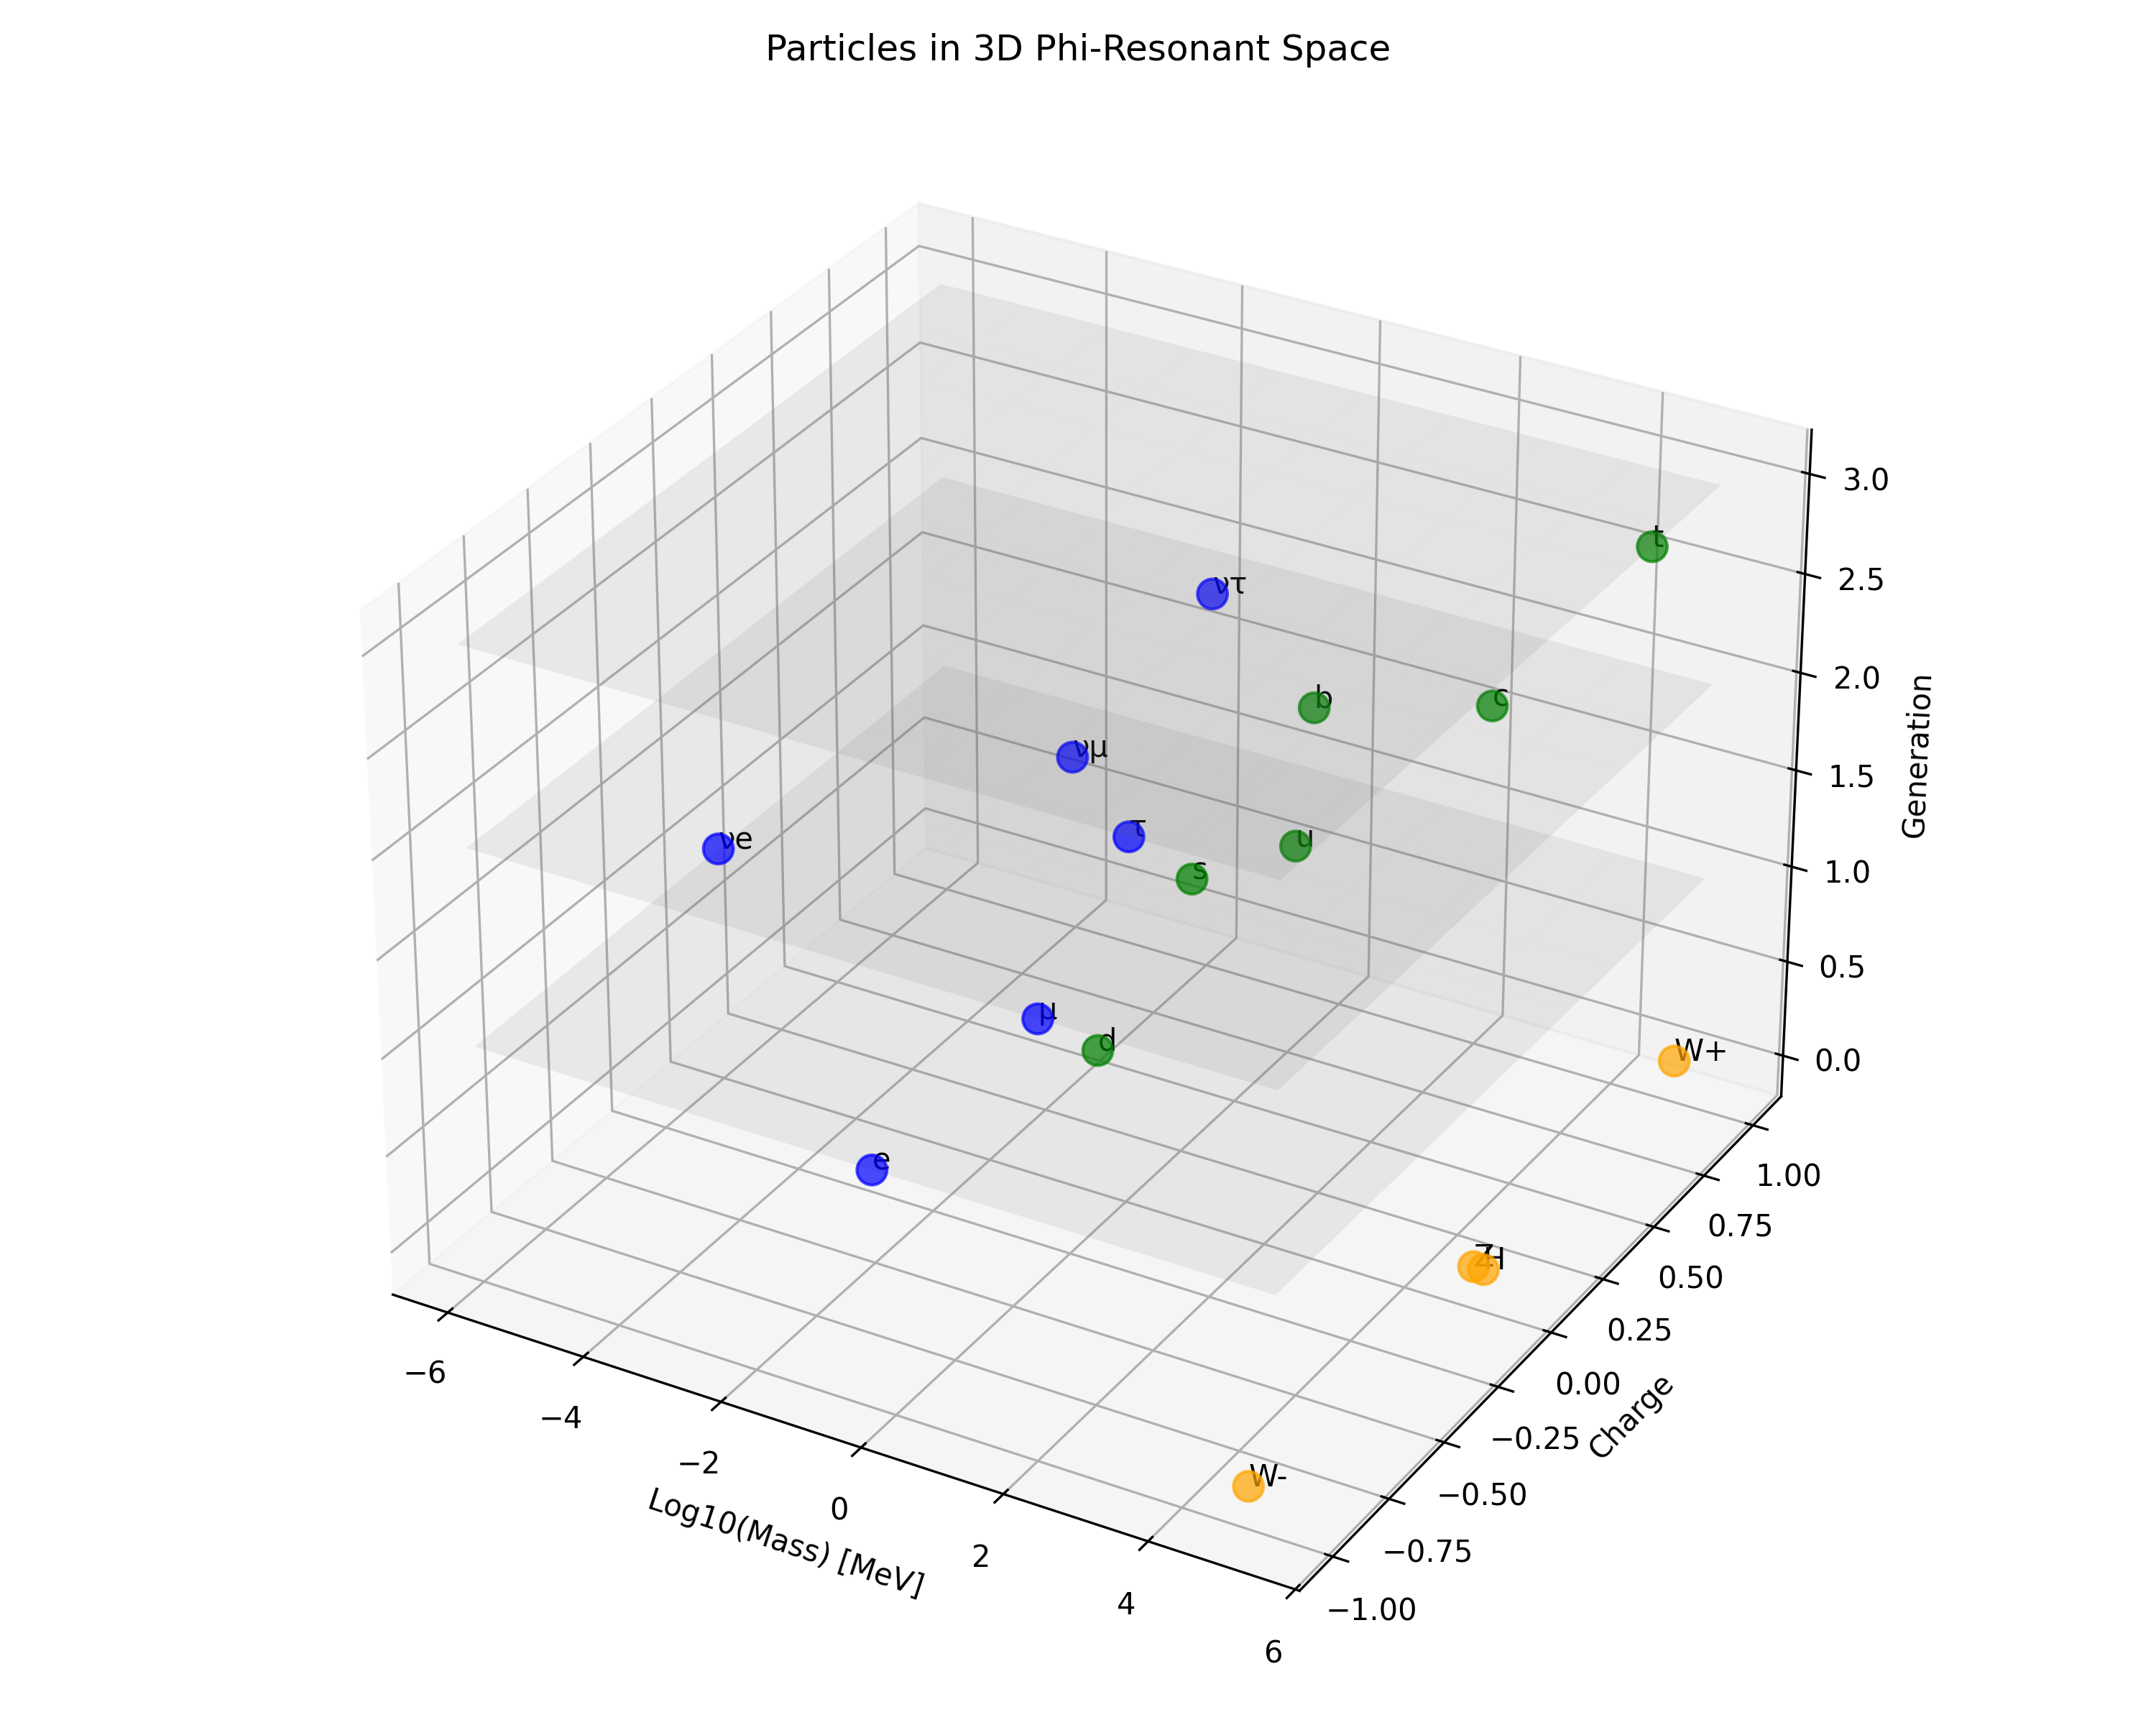 Particles in 3D Phi-Resonant Space
t
ντ
b
c
νμ
τ
u
νe
s
μ
d
W+
e
Z
H
W-
3.0
2.5
2.0
1.5
1.0
0.5
0.0
Generation
1.00
0.75
0.50
0.25
0.00
−0.25
−0.50
−0.75
−1.00
Charge
−6
−4
−2
0
2
4
6
Log10(Mass) [MeV]